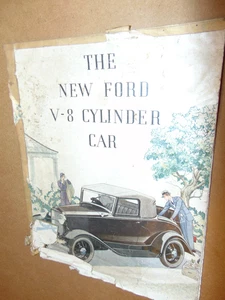 THE
NEW FORD
V-8 CYLINDER
CAR